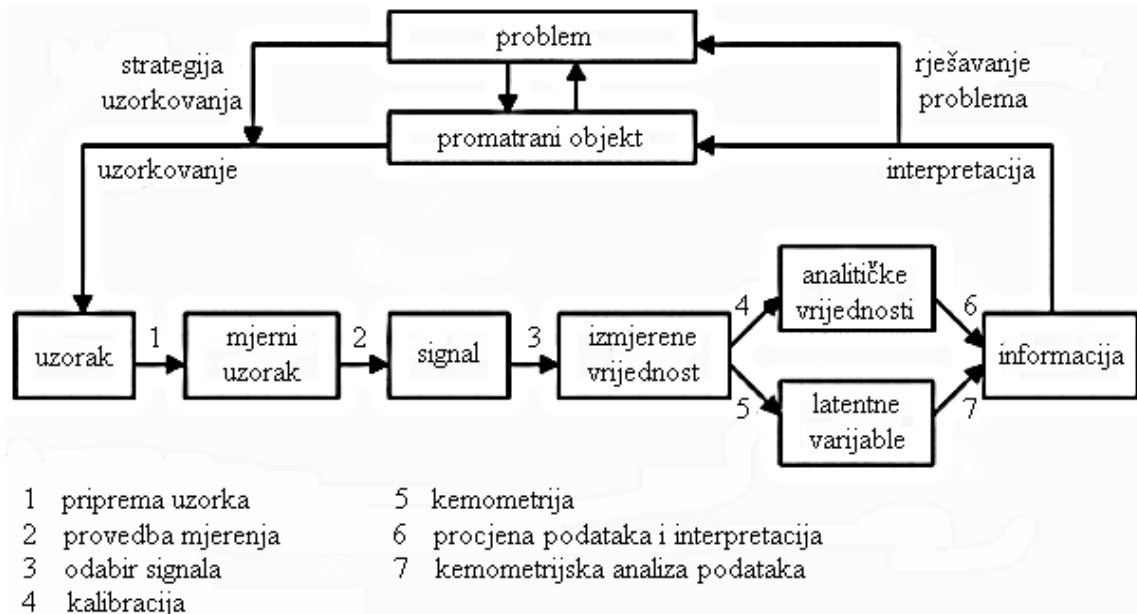 problem
strategija
uzorkovanja
rješavanje
problema
promatrani objekt
uzorkovanje
interpretacija
analitičke
vrijednosti
4
6
uzorak
1
mjerni
uzorak
2
signal
3
izmjerene
vrijednost
informacija
5
latentne
varijable
7
1 priprema uzorka
2 provedba mjerenja
3 odabir signala
4 kalibracija
5 kemometrija
6 procjena podataka i interpretacija
7 kemometrijska analiza podataka